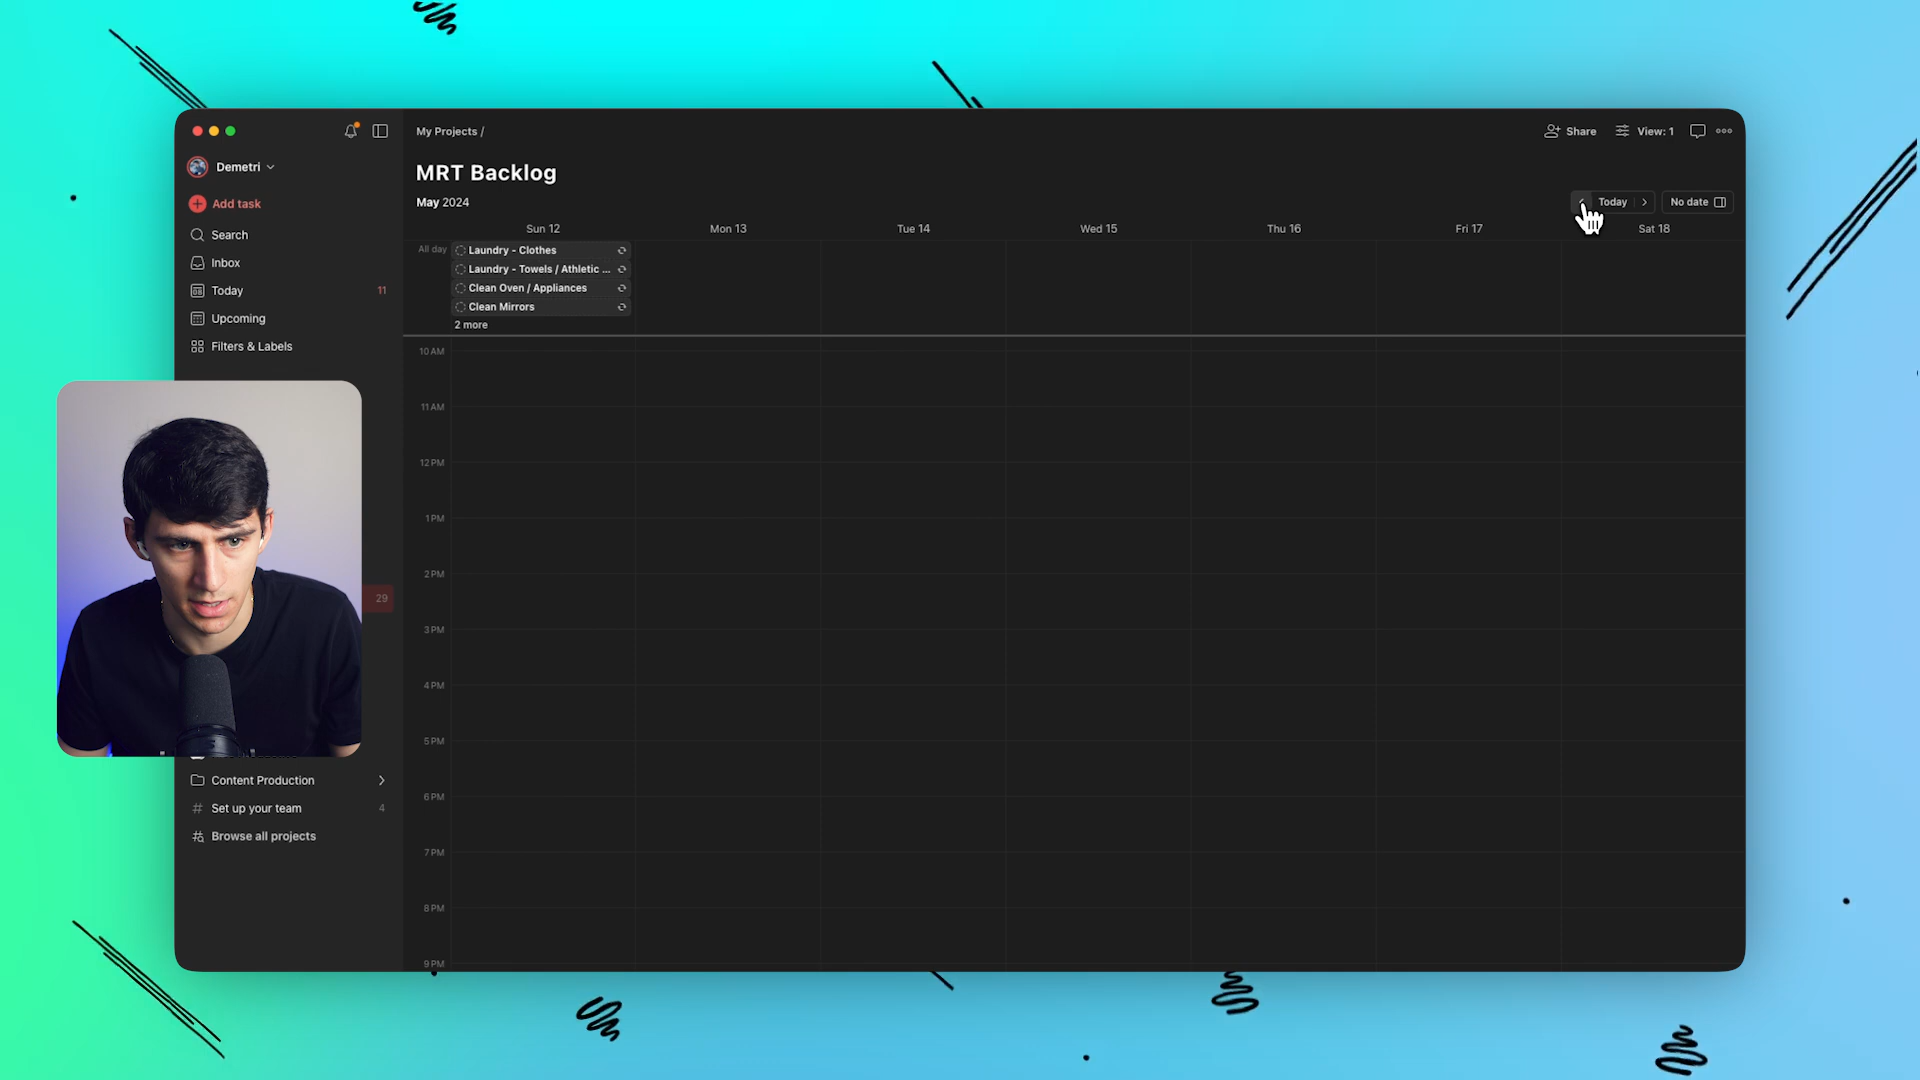 My Projects /
Share
View: 1
Demetri
MRT Backlog
Add task
May 2024
Today
No date
Search
Sun 12
Mon 13
Tue 14
Wed 15
Thu 16
Fri 17
Sat 18
Inbox
All day
Laundry - Clothes
Laundry - Towels / Athletic ...
Clean Oven / Appliances
Clean Mirrors
2 more
Today
11
Upcoming
Filters & Labels
10 AM
11 AM
12 PM
1 PM
2 PM
29
3 PM
4 PM
5 PM
6 PM
7 PM
8 PM
9 PM
Content Production
Set up your team
4
Browse all projects